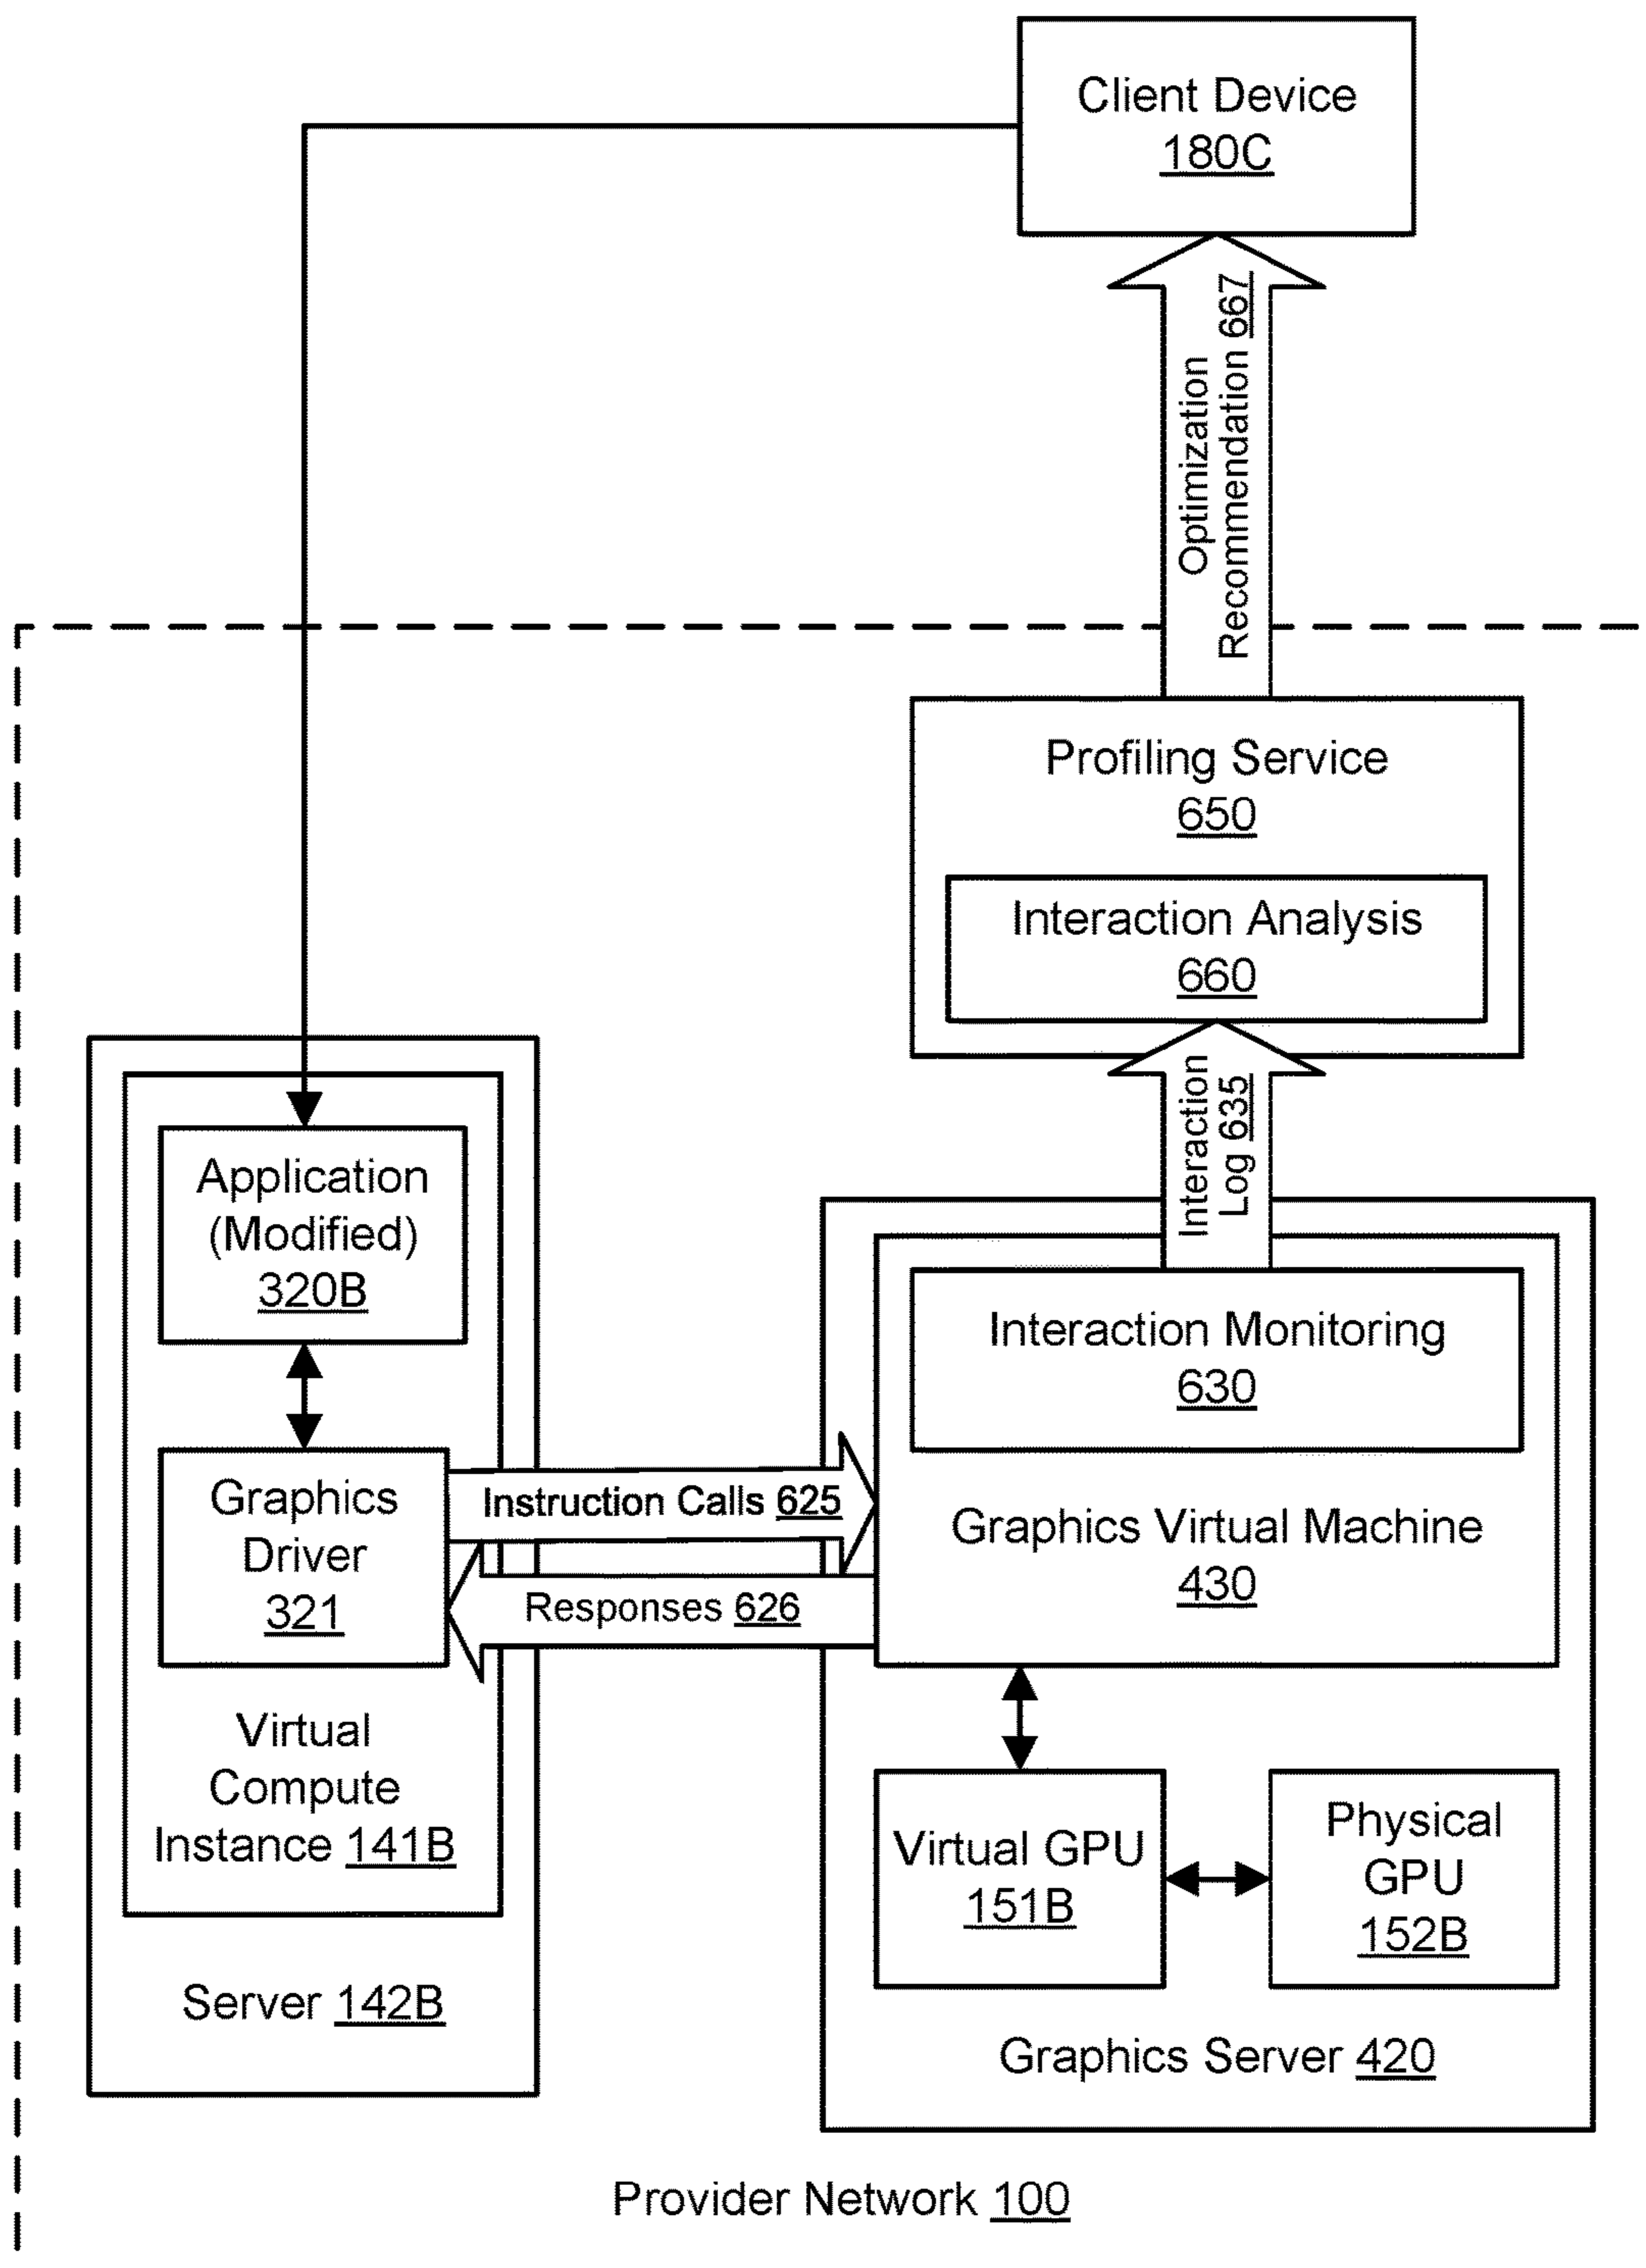 Client Device
180C
Optimization
Recommendation 667
Profiling Service
650
Interaction Analysis
660
Interaction
Log 635
Application
(Modified)
320B
Interaction Monitoring
630
Graphics
Driver
321
Instruction Calls 625
Responses 626
Graphics Virtual Machine
430
Virtual
Compute
Instance 141B
Virtual GPU
151B
Physical
GPU
152B
Server 142B
Graphics Server 420
Provider Network 100